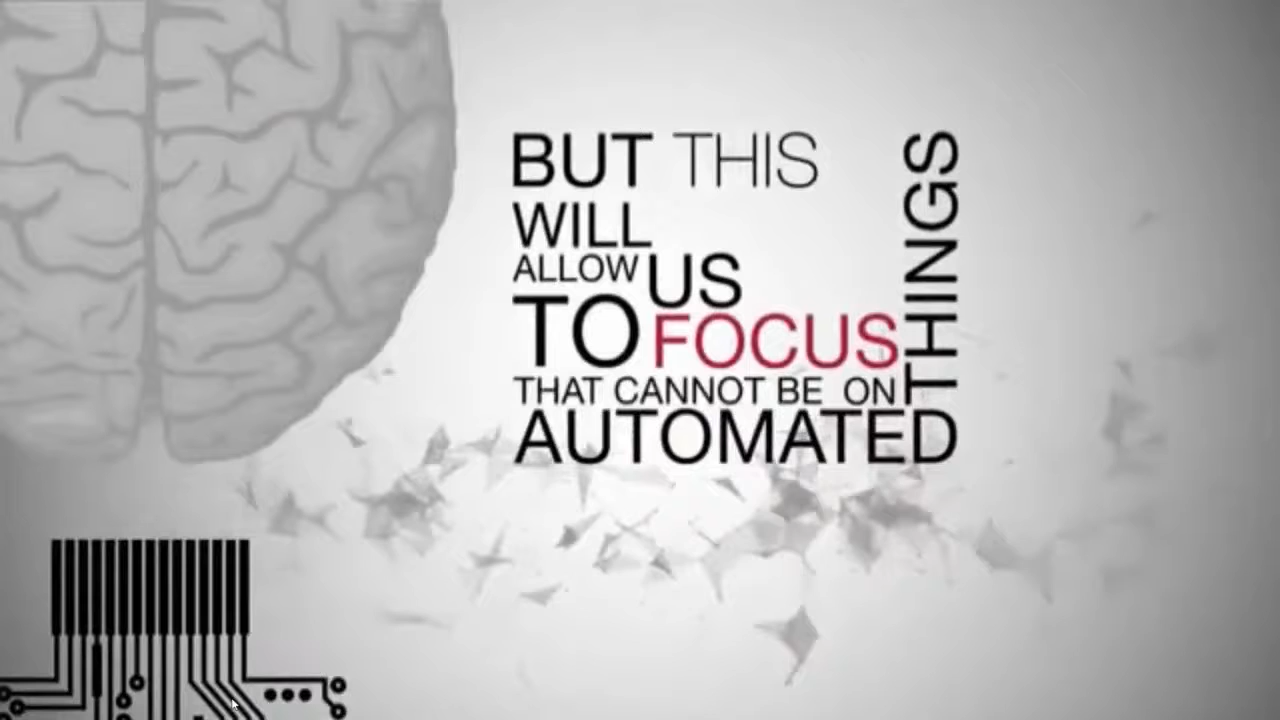 BUT THIS
WILL
ALLOW US
TO FOCUS
ON THINGS
THAT CANNOT BE
AUTOMATED